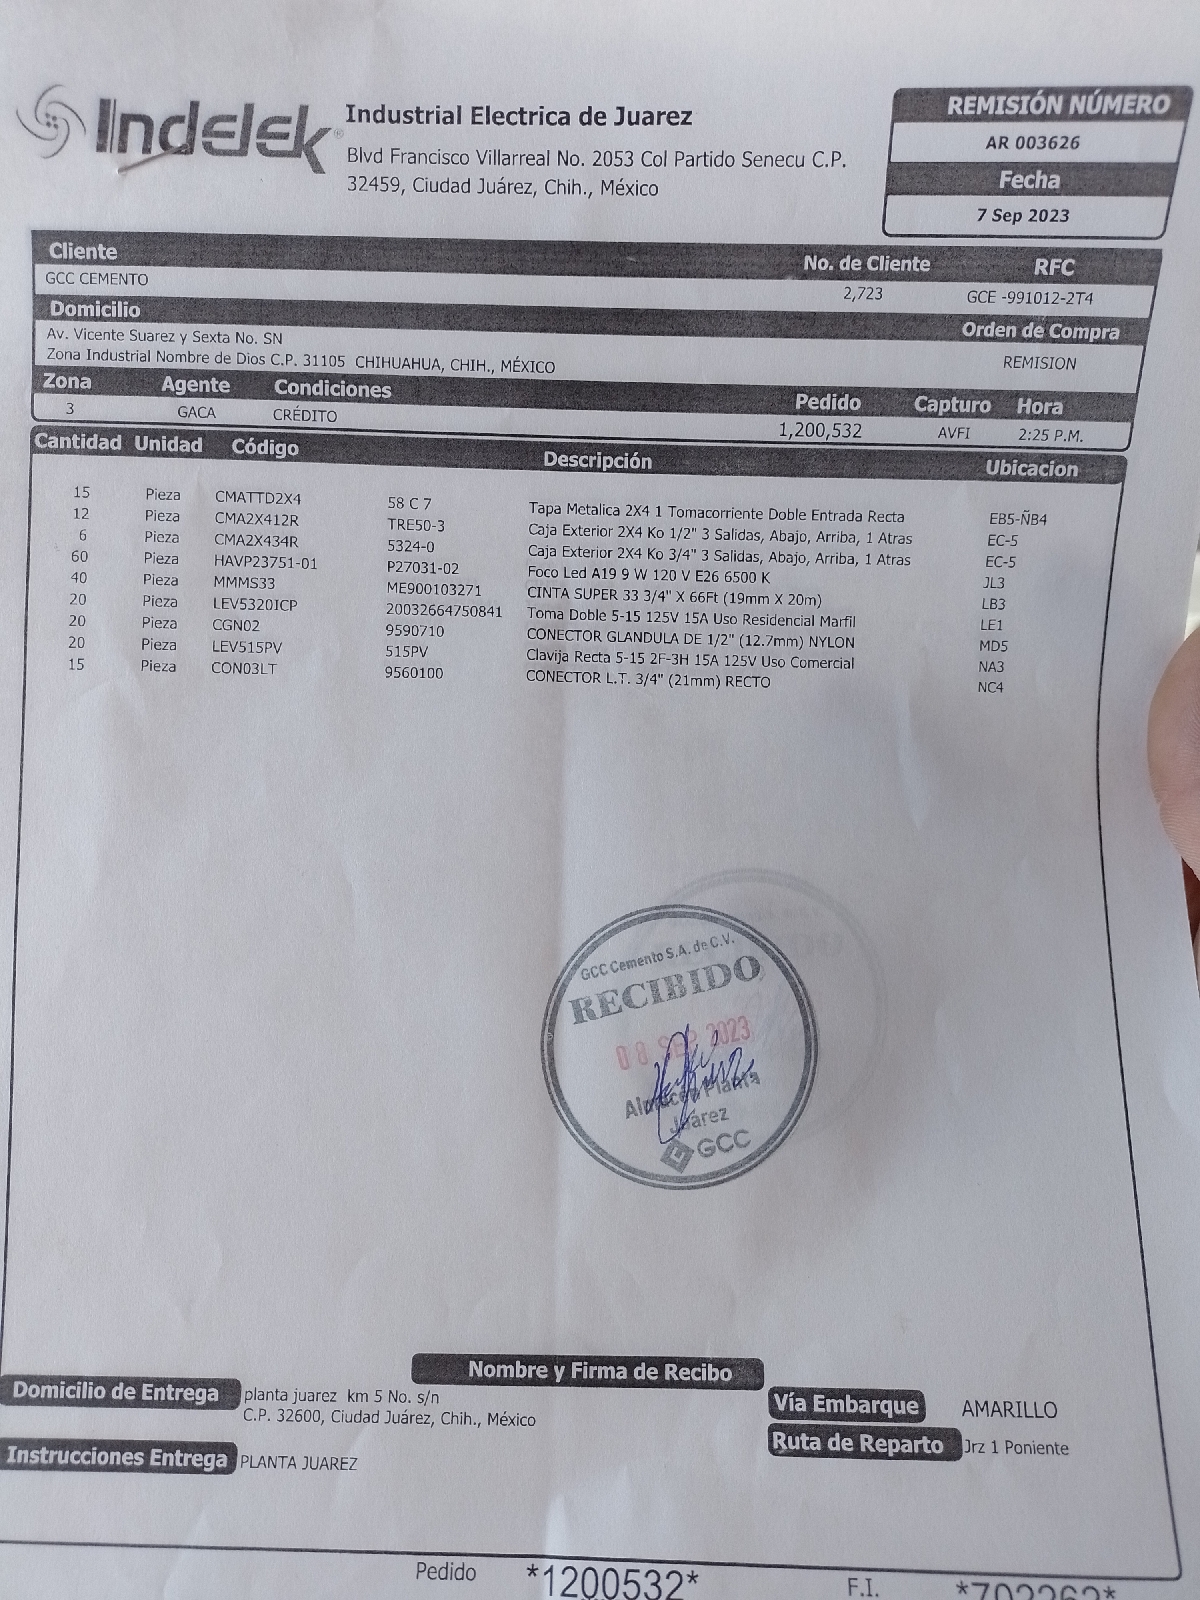 Indelek®
Industrial Electrica de Juarez
Blvd Francisco Villarreal No. 2053 Col Partido Senecu C.P.
32459, Ciudad Juárez, Chih., México
REMISIÓN NÚMERO
AR 003626
Fecha
7 Sep 2023
Cliente No. de Cliente RFC
GCC CEMENTO 2,723 GCE -991012-2T4
Domicilio Orden de Compra
Av. Vicente Suarez y Sexta No. SN REMISION
Zona Industrial Nombre de Dios C.P. 31105 CHIHUAHUA, CHIH., MÉXICO
Zona Agente Condiciones Pedido Capturo Hora
3 GACA CRÉDITO 1,200,532 AVFI 2:25 P.M.
Cantidad Unidad Código Descripción Ubicacion
15 Pieza CMATTD2X4 58 C 7 Tapa Metalica 2X4 1 Tomacorriente Doble Entrada Recta EB5-ÑB4
12 Pieza CMA2X412R TRE50-3 Caja Exterior 2X4 Ko 1/2" 3 Salidas, Abajo, Arriba, 1 Atras EC-5
6 Pieza CMA2X434R 5324-0 Caja Exterior 2X4 Ko 3/4" 3 Salidas, Abajo, Arriba, 1 Atras EC-5
60 Pieza HAVP23751-01 P27031-02 Foco Led A19 9 W 120 V E26 6500 K JL3
40 Pieza MMMS33 ME900103271 CINTA SUPER 33 3/4" X 66Ft (19mm X 20m) LB3
20 Pieza LEV5320ICP 20032664750841 Toma Doble 5-15 125V 15A Uso Residencial Marfil LE1
20 Pieza CGN02 9590710 CONECTOR GLANDULA DE 1/2" (12.7mm) NYLON MD5
20 Pieza LEV515PV 515PV Clavija Recta 5-15 2F-3H 15A 125V Uso Comercial NA3
15 Pieza CON03LT 9560100 CONECTOR L.T. 3/4" (21mm) RECTO NC4
GCC Cemento S.A. de C.V.
RECIBIDO
08 SEP 2023
Almacén Planta
Juarez
GCC
Nombre y Firma de Recibo
Domicilio de Entrega planta juarez km 5 No. s/n
C.P. 32600, Ciudad Juárez, Chih., México
Vía Embarque AMARILLO
Ruta de Reparto Jrz 1 Poniente
Instrucciones Entrega PLANTA JUAREZ
Pedido *1200532* F.I.